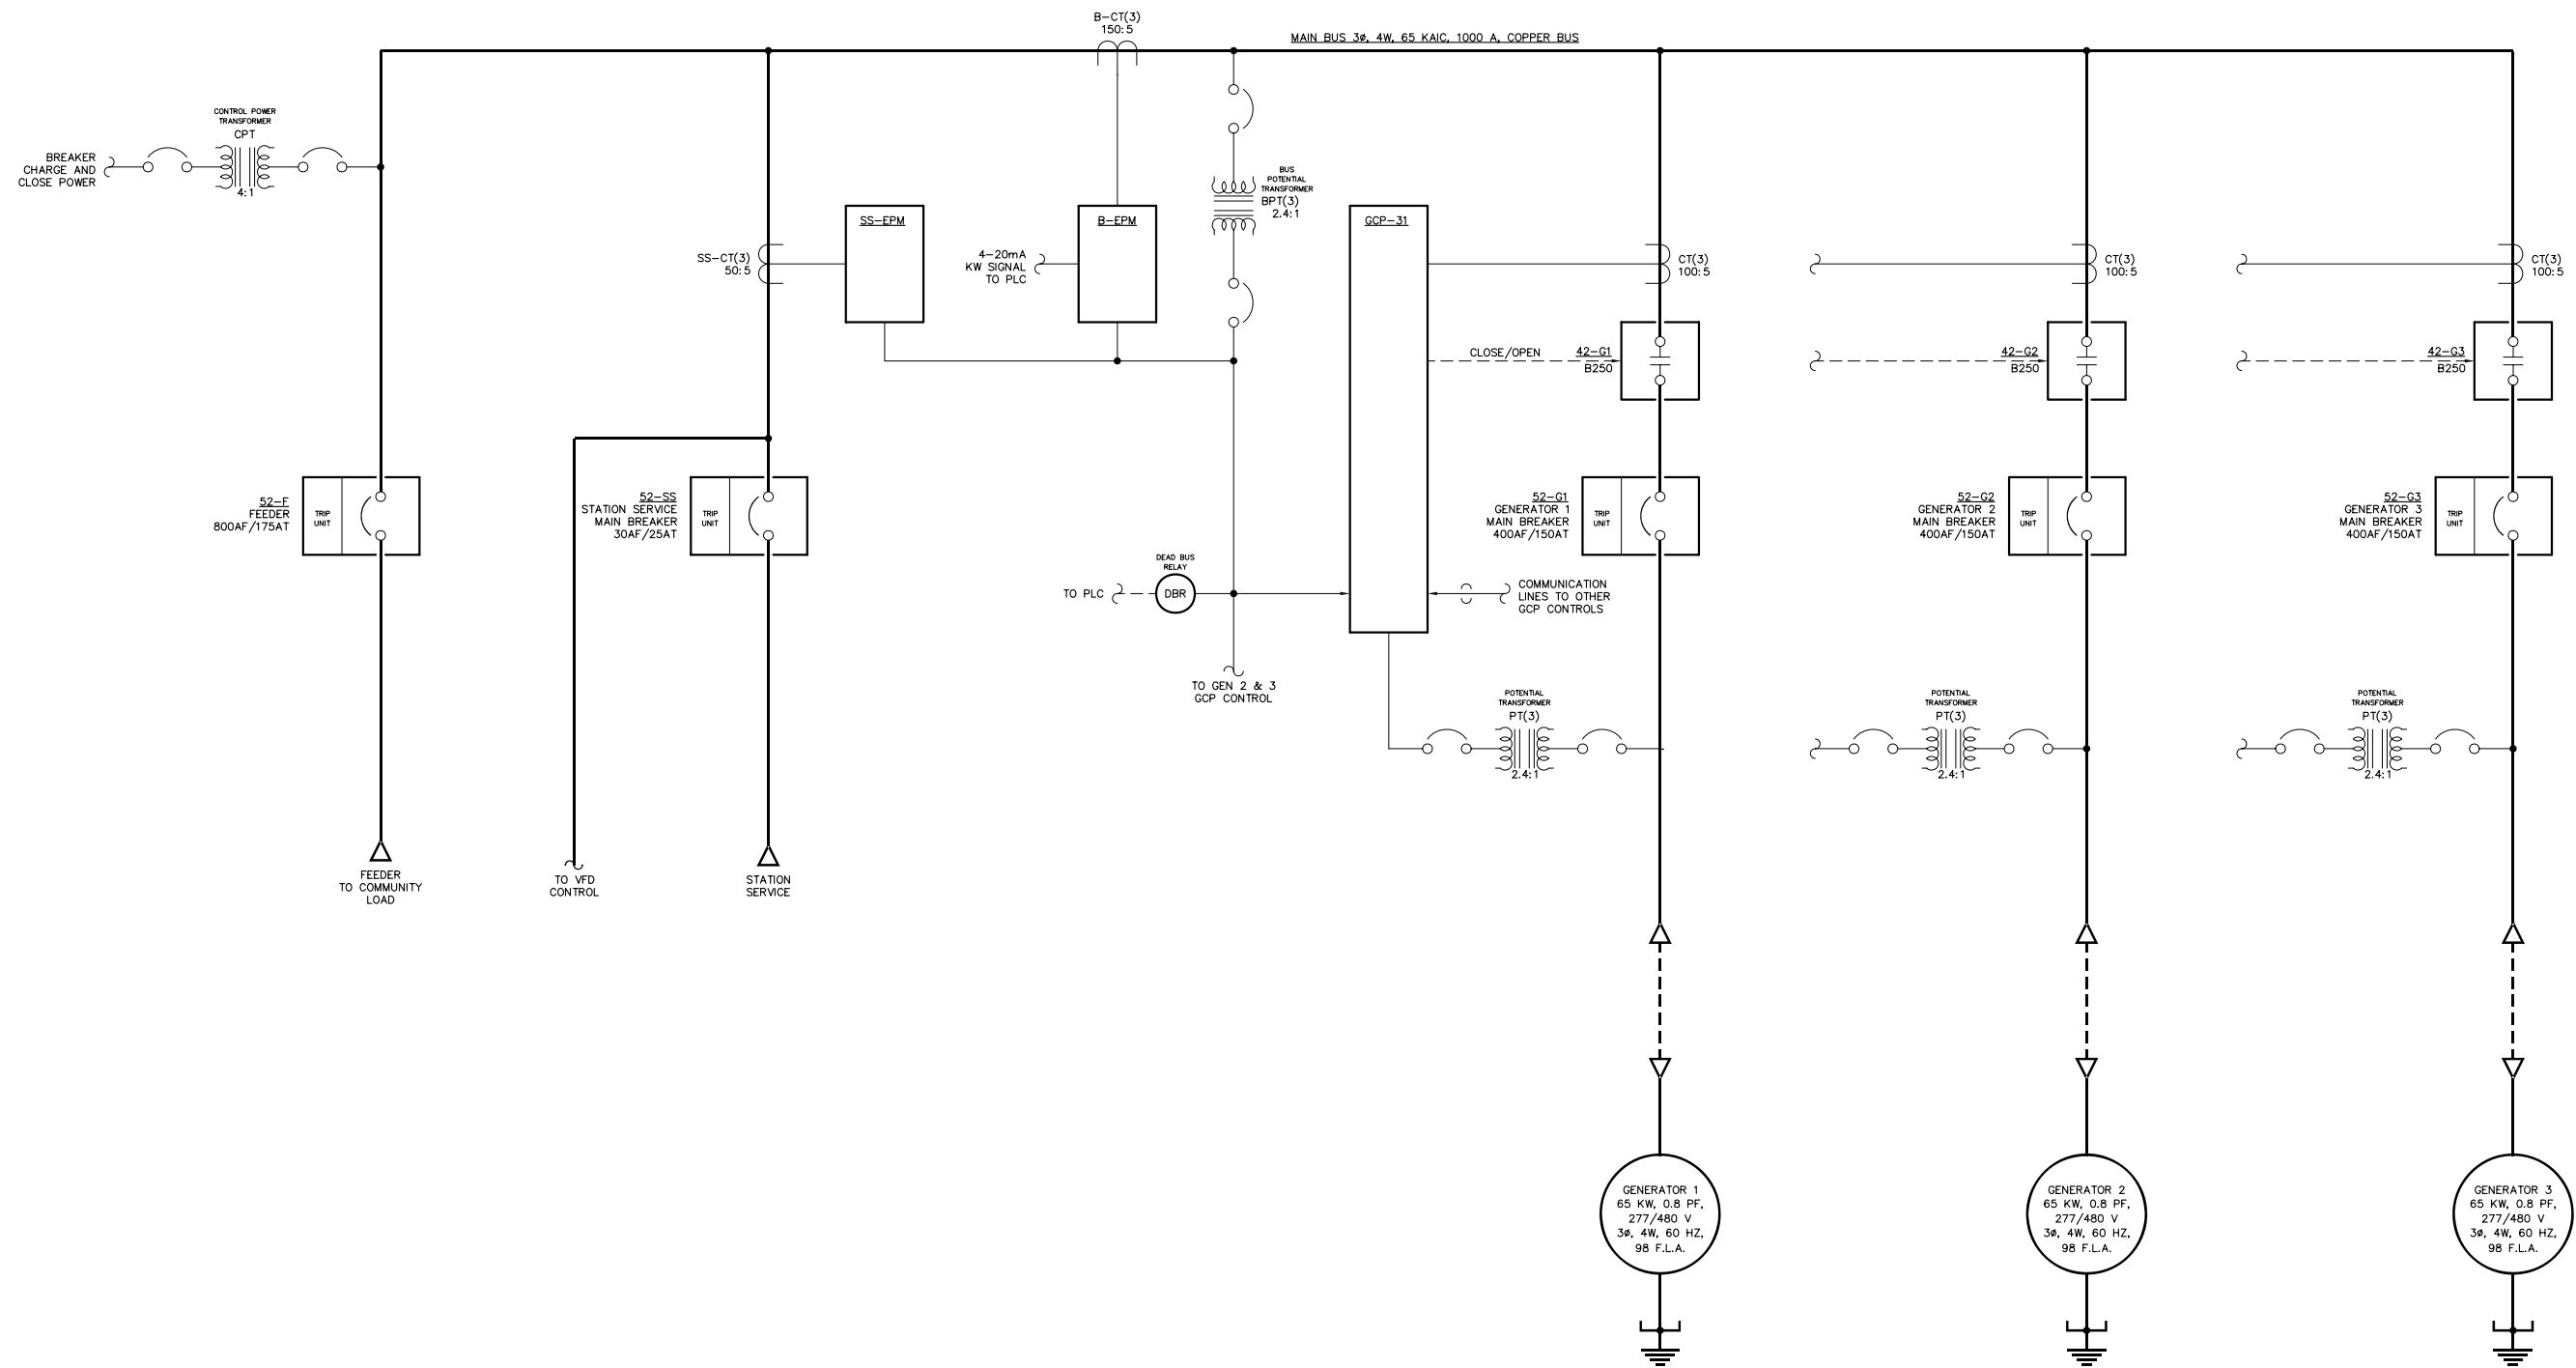 B-CT(3)
150:5
MAIN BUS 3ø, 4W, 65 KAIC, 1000 A, COPPER BUS
CONTROL POWER
TRANSFORMER
CPT
4:1
BREAKER
CHARGE AND
CLOSE POWER
BUS
POTENTIAL
TRANSFORMER
BPT(3)
2.4:1
SS-EPM
B-EPM
GCP-31
SS-CT(3)
50:5
4-20mA
KW SIGNAL
TO PLC
CT(3)
100:5
CT(3)
100:5
CT(3)
100:5
CLOSE/OPEN
42-G1
B250
42-G2
B250
42-G3
B250
52-F
FEEDER
800AF/175AT
TRIP
UNIT
52-SS
STATION SERVICE
MAIN BREAKER
30AF/25AT
TRIP
UNIT
52-G1
GENERATOR 1
MAIN BREAKER
400AF/150AT
TRIP
UNIT
52-G2
GENERATOR 2
MAIN BREAKER
400AF/150AT
TRIP
UNIT
52-G3
GENERATOR 3
MAIN BREAKER
400AF/150AT
TRIP
UNIT
DEAD BUS
RELAY
TO PLC
DBR
COMMUNICATION
LINES TO OTHER
GCP CONTROLS
TO GEN 2 & 3
GCP CONTROL
POTENTIAL
TRANSFORMER
PT(3)
2.4:1
POTENTIAL
TRANSFORMER
PT(3)
2.4:1
POTENTIAL
TRANSFORMER
PT(3)
2.4:1
FEEDER
TO COMMUNITY
LOAD
TO VFD
CONTROL
STATION
SERVICE
GENERATOR 1
65 KW, 0.8 PF,
277/480 V
3ø, 4W, 60 HZ,
98 F.L.A.
GENERATOR 2
65 KW, 0.8 PF,
277/480 V
3ø, 4W, 60 HZ,
98 F.L.A.
GENERATOR 3
65 KW, 0.8 PF,
277/480 V
3ø, 4W, 60 HZ,
98 F.L.A.